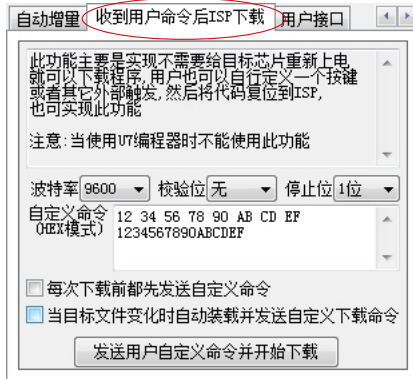 自动增量 收到用户命令后ISP下载 用户接口
此功能主要是实现不需要给目标芯片重新上电
就可以下载程序,用户也可以自行定义一个按键
或者其它外部触发,然后将代码复位到ISP,
也可实现此功能
注意:当使用U7编程器时不能使用此功能
波特率 9600 校验位 无 停止位 1位
自定义命令 12 34 56 78 90 AB CD EF
(HEX模式) 1234567890ABCDEF
每次下载前都先发送自定义命令
当目标文件变化时自动装载并发送自定义下载命令
发送用户自定义命令并开始下载